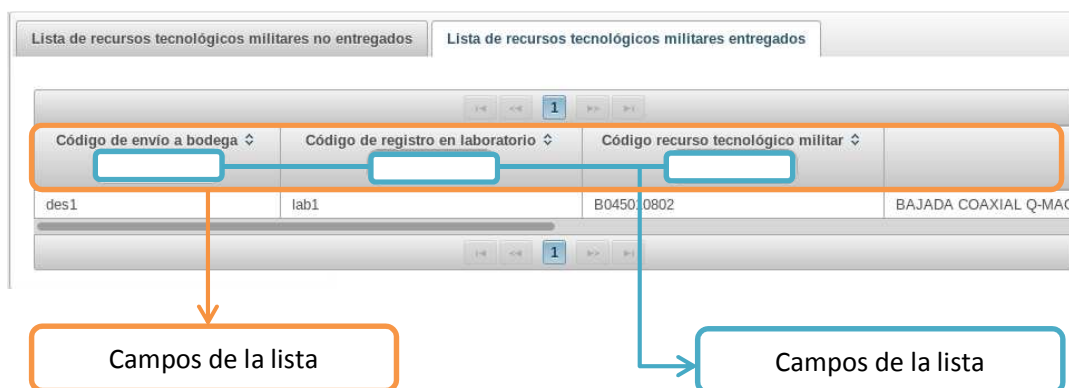 Lista de recursos tecnológicos militares no entregados Lista de recursos tecnológicos militares entregados
1
Código de envío a bodega Código de registro en laboratorio Código recurso tecnológico militar
des1 lab1 B045010802 BAJADA COAXIAL Q-MAC
1
Campos de la lista Campos de la lista